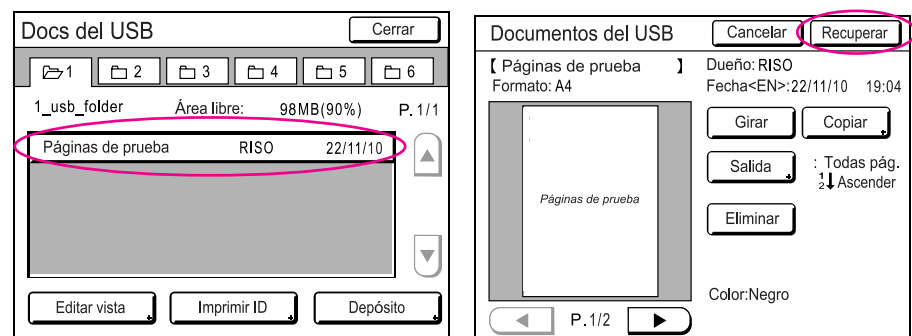 Docs del USB Cerrar
1 2 3 4 5 6
1_usb_folder Área libre: 98MB(90%) P. 1/1
Páginas de prueba RISO 22/11/10
Editar vista Imprimir ID Depósito
Documentos del USB Cancelar Recuperar
【 Páginas de prueba 】 Dueño: RISO
Formato: A4 Fecha<EN>:22/11/10 19:04
Girar Copiar
Salida : Todas pág.
1 2 Ascender
Páginas de prueba
Eliminar
Color:Negro
P. 1/2